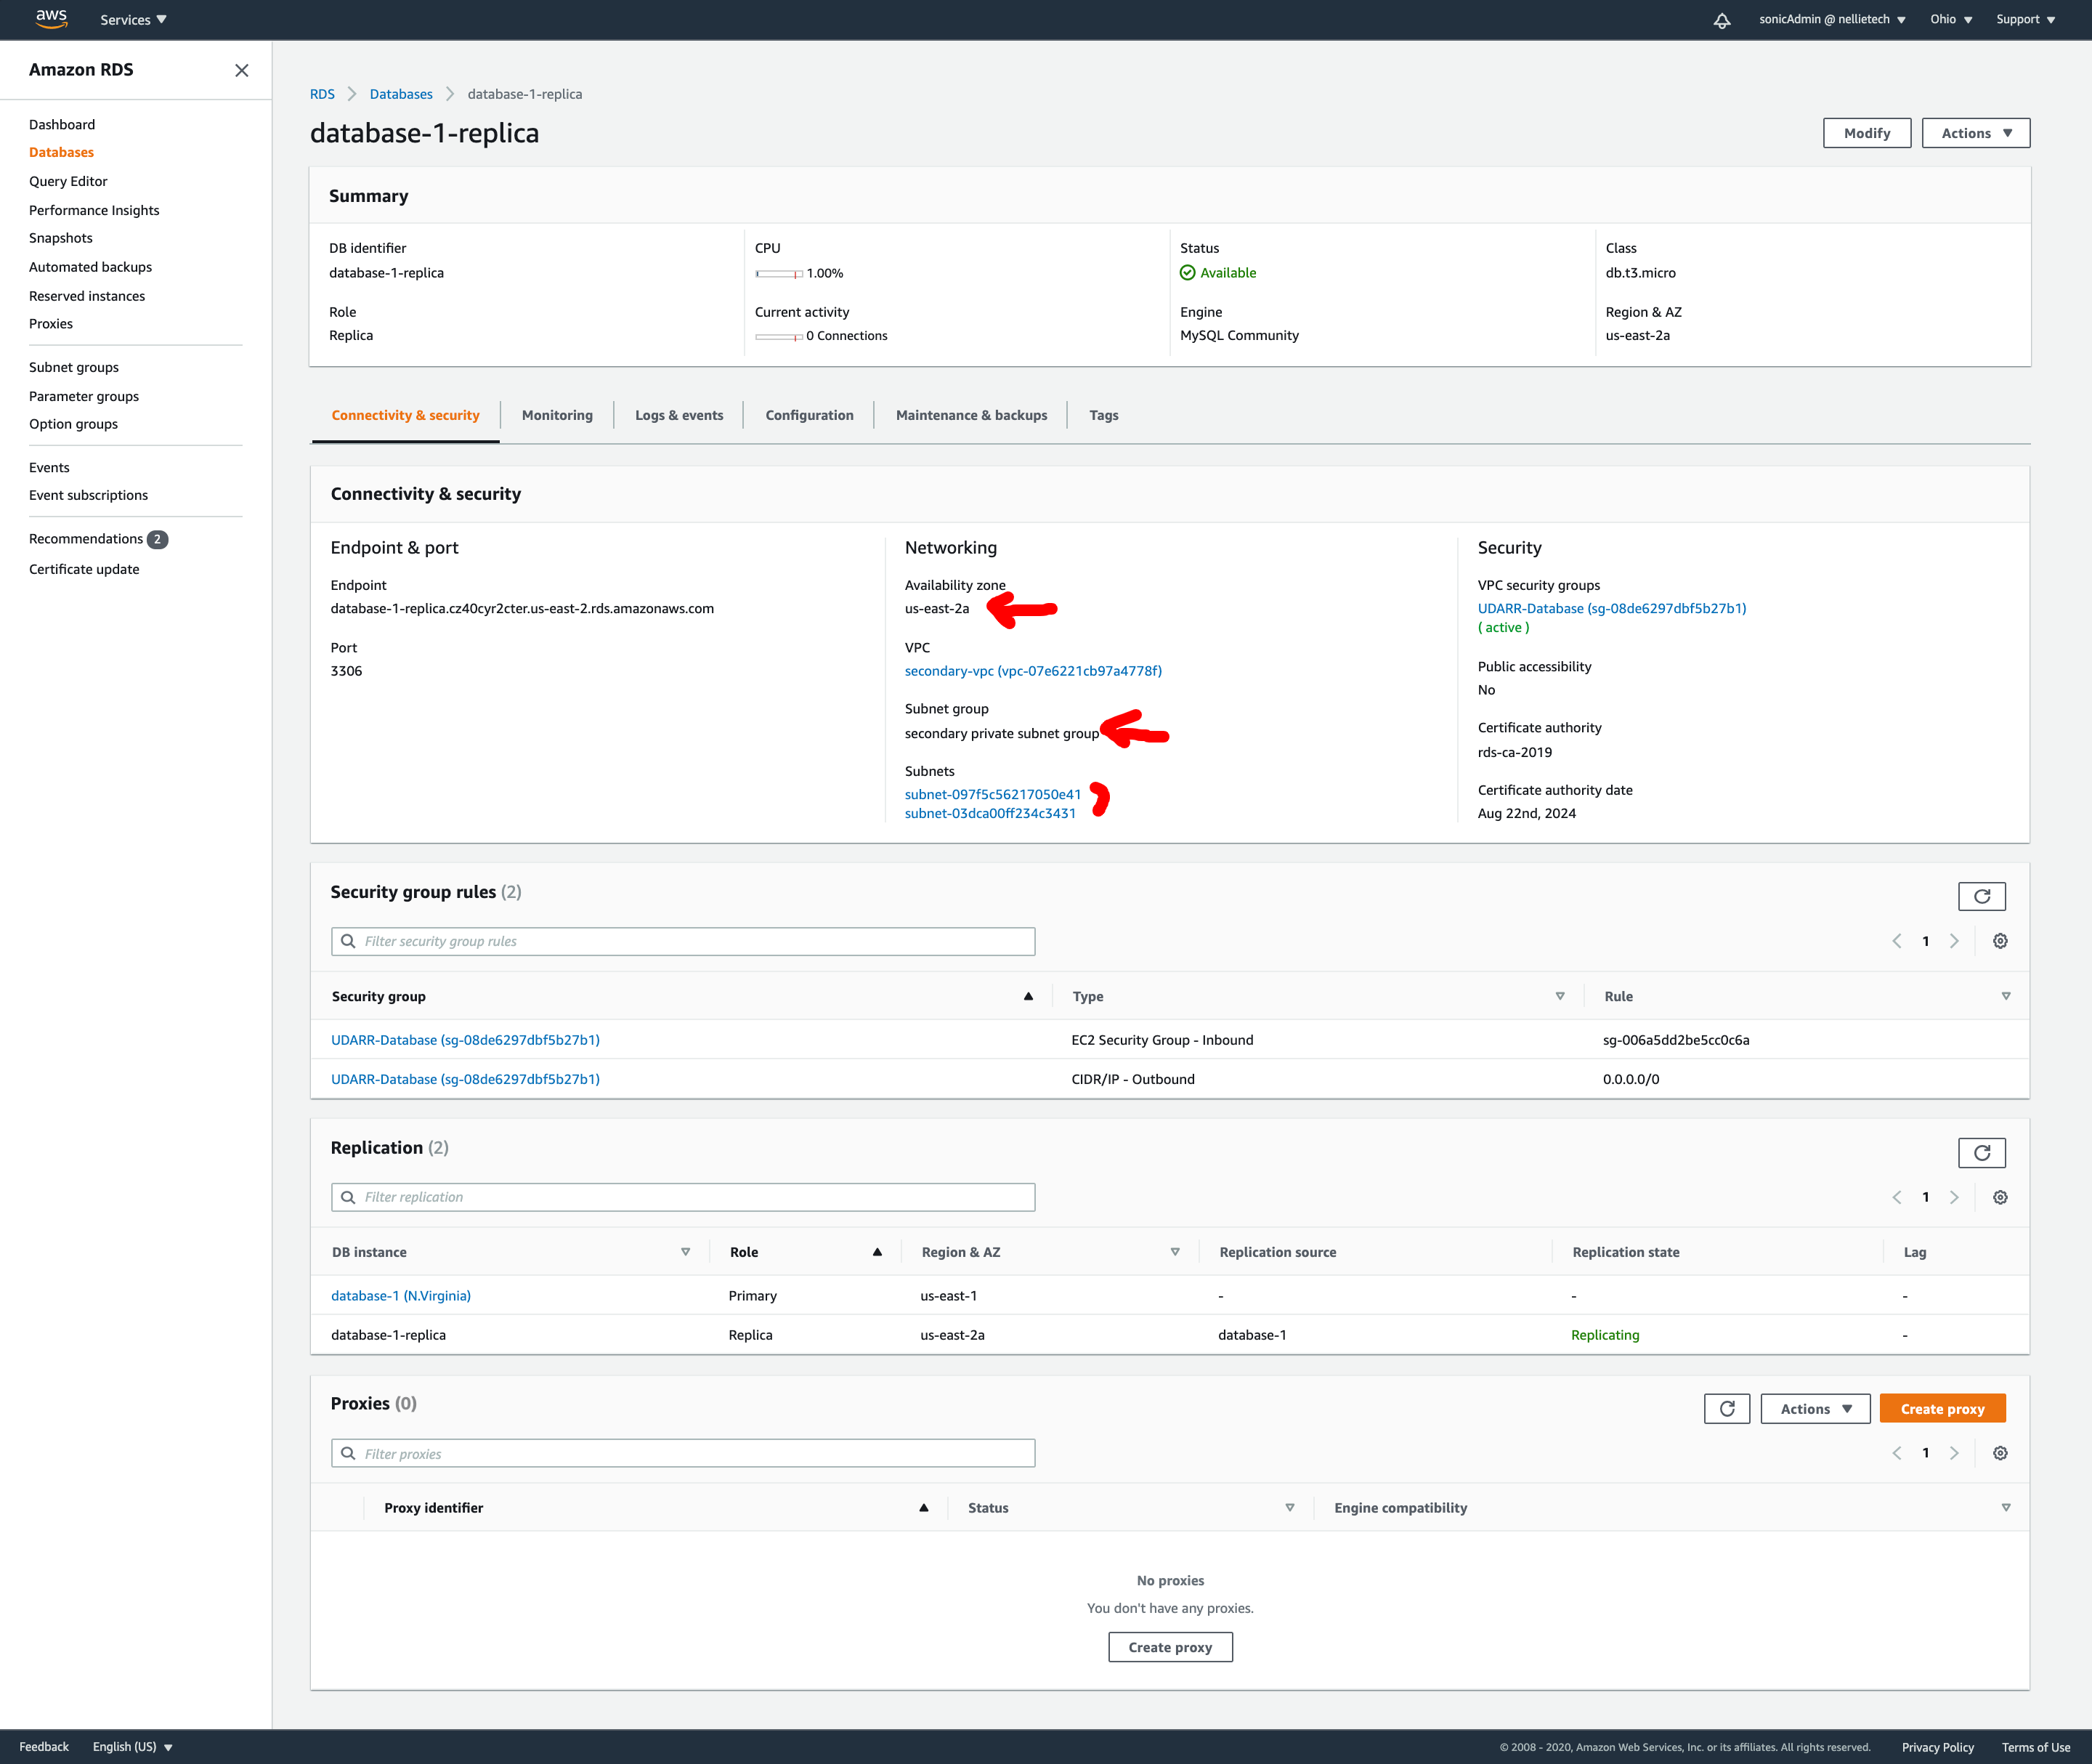 aws
Services
sonicAdmin @ nellietech
Ohio
Support
Amazon RDS
Dashboard
Databases
Query Editor
Performance Insights
Snapshots
Automated backups
Reserved instances
Proxies
Subnet groups
Parameter groups
Option groups
Events
Event subscriptions
Recommendations 2
Certificate update
RDS Databases database-1-replica
database-1-replica
Modify
Actions
Summary
DB identifier
database-1-replica
CPU
1.00%
Status
Available
Class
db.t3.micro
Role
Replica
Current activity
0 Connections
Engine
MySQL Community
Region & AZ
us-east-2a
Connectivity & security
Monitoring
Logs & events
Configuration
Maintenance & backups
Tags
Connectivity & security
Endpoint & port
Endpoint
database-1-replica.cz40cyr2cter.us-east-2.rds.amazonaws.com
Port
3306
Networking
Availability zone
us-east-2a
VPC
secondary-vpc (vpc-07e6221cb97a4778f)
Subnet group
secondary private subnet group
Subnets
subnet-097f5c56217050e41
subnet-03dca00ff234c3431
Security
VPC security groups
UDARR-Database (sg-08de6297dbf5b27b1)
( active )
Public accessibility
No
Certificate authority
rds-ca-2019
Certificate authority date
Aug 22nd, 2024
Security group rules (2)
Filter security group rules
1
Security group Type Rule
UDARR-Database (sg-08de6297dbf5b27b1) EC2 Security Group - Inbound sg-006a5dd2be5cc0c6a
UDARR-Database (sg-08de6297dbf5b27b1) CIDR/IP - Outbound 0.0.0.0/0
Replication (2)
Filter replication
1
DB instance Role Region & AZ Replication source Replication state Lag
database-1 (N.Virginia) Primary us-east-1 - - -
database-1-replica Replica us-east-2a database-1 Replicating -
Proxies (0)
Actions
Create proxy
Filter proxies
1
Proxy identifier Status Engine compatibility
No proxies
You don't have any proxies.
Create proxy
Feedback
English (US)
© 2008 - 2020, Amazon Web Services, Inc. or its affiliates. All rights reserved.
Privacy Policy
Terms of Use